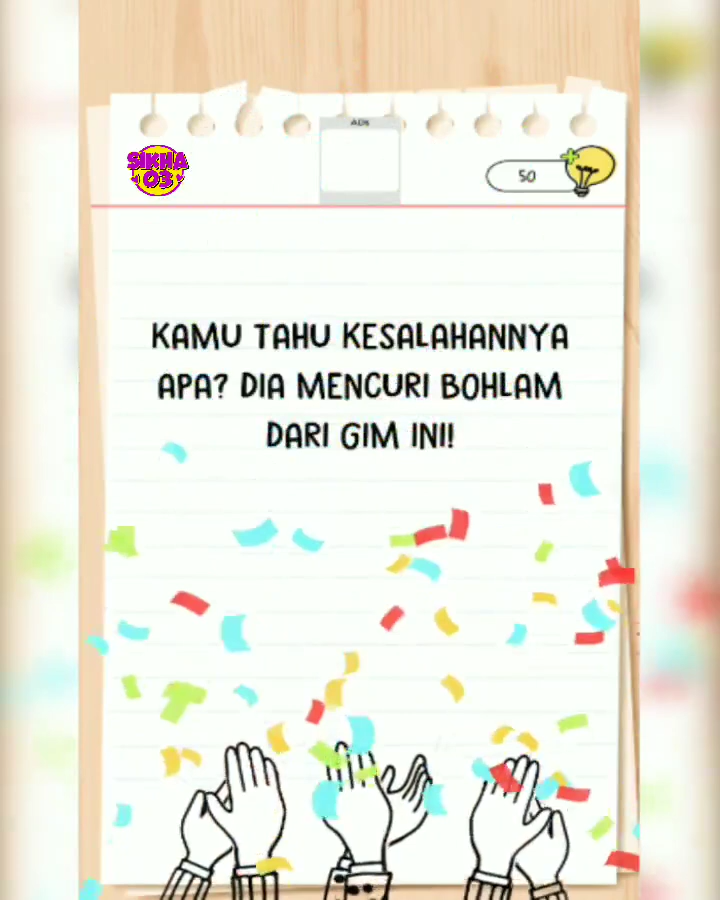 ADS
SIKHA
03
50
KAMU TAHU KESALAHANNYA
APA? DIA MENCURI BOHLAM
DARI GIM INI!